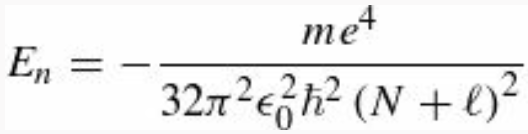 E_n = -\frac{me^4}{32\pi^2\epsilon_0^2\hbar^2 (N + \ell)^2}